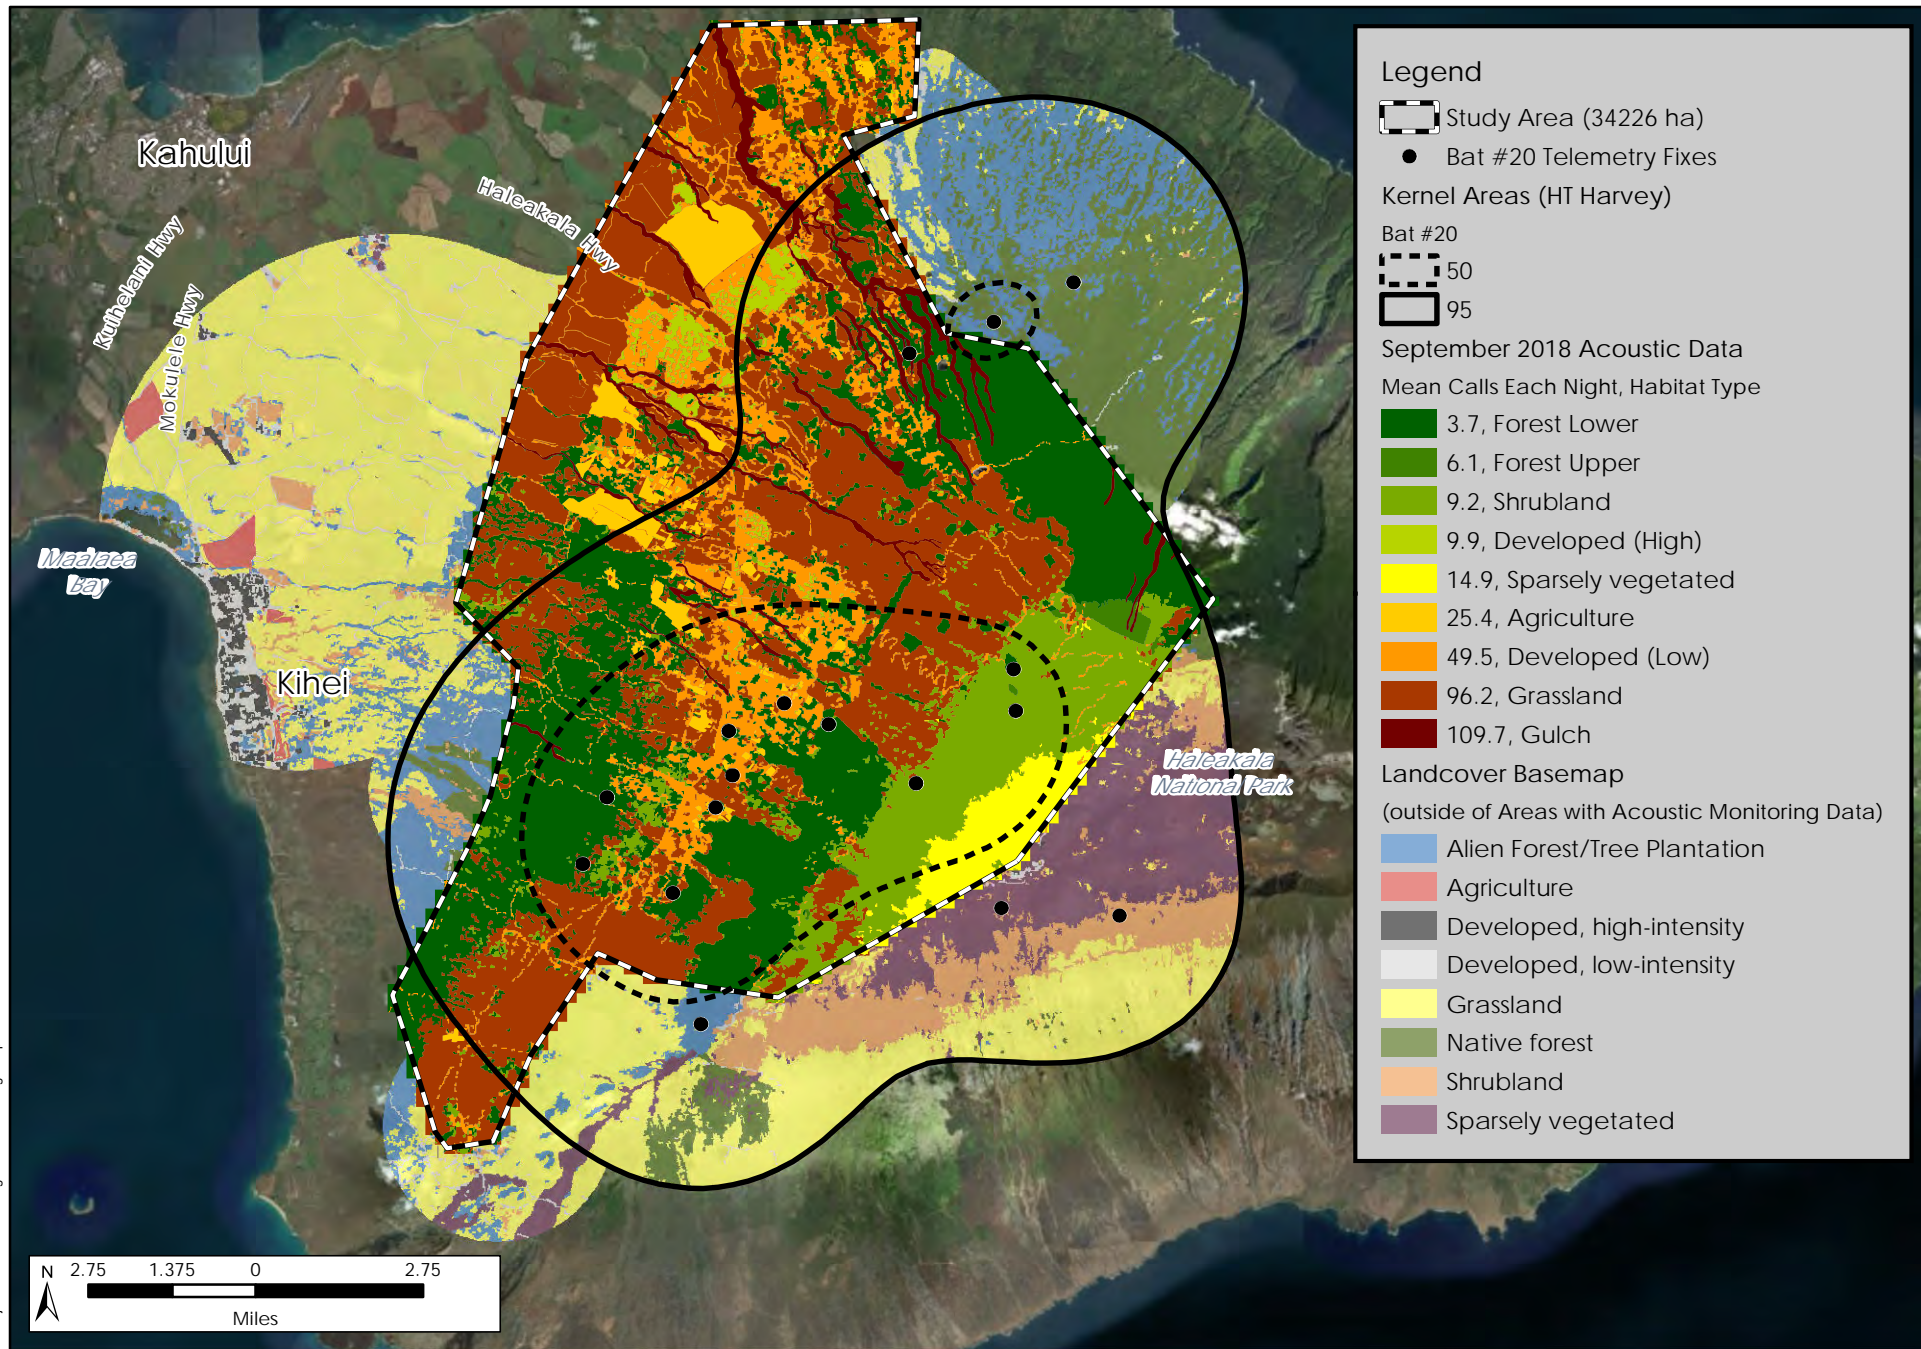 Kahului
Haleakala Hwy
Kuihelani Hwy
Mokulele Hwy
Maalaea
Bay
Kihei
Haleakala
National Park
N
2.75 1.375 0 2.75
Miles
Legend
Study Area (34226 ha)
Bat #20 Telemetry Fixes
Kernel Areas (HT Harvey)
Bat #20
50
95
September 2018 Acoustic Data
Mean Calls Each Night, Habitat Type
3.7, Forest Lower
6.1, Forest Upper
9.2, Shrubland
9.9, Developed (High)
14.9, Sparsely vegetated
25.4, Agriculture
49.5, Developed (Low)
96.2, Grassland
109.7, Gulch
Landcover Basemap
(outside of Areas with Acoustic Monitoring Data)
Alien Forest/Tree Plantation
Agriculture
Developed, high-intensity
Developed, low-intensity
Grassland
Native forest
Shrubland
Sparsely vegetated